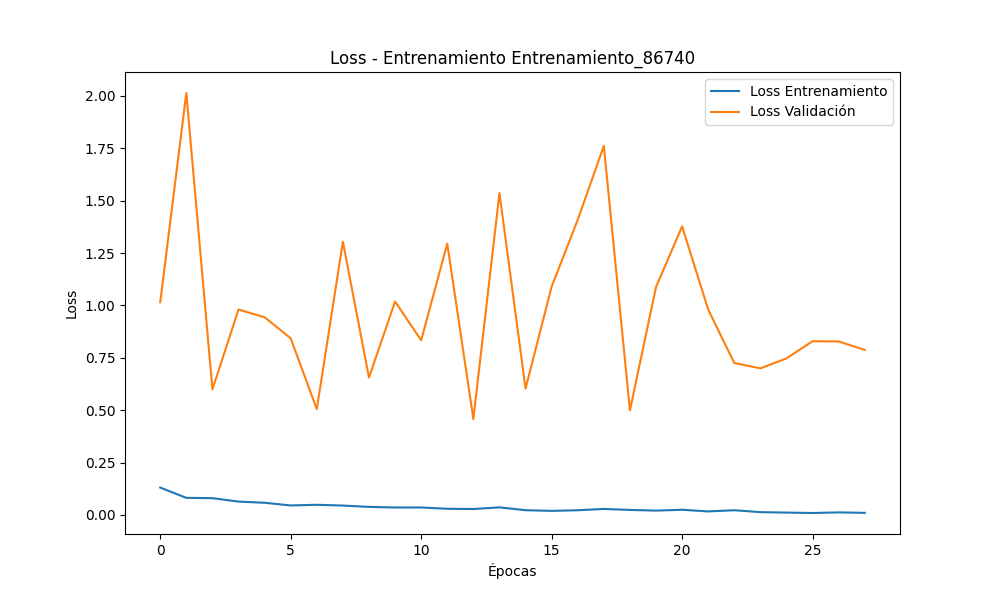 Loss - Entrenamiento Entrenamiento_86740
Loss Entrenamiento
Loss Validación
2.00
1.75
1.50
1.25
1.00
0.75
0.50
0.25
0.00
Loss
0 5 10 15 20 25
Épocas